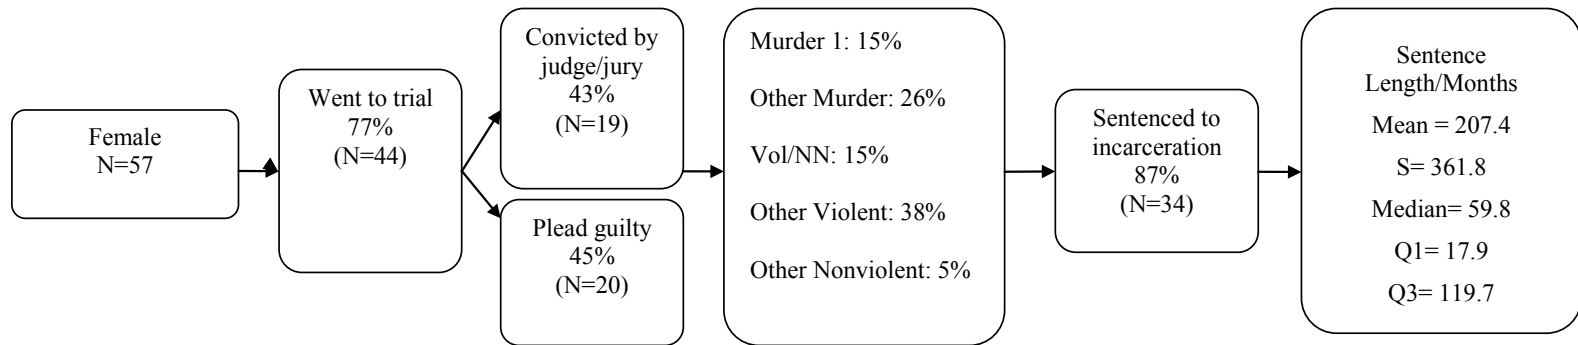 Female
N=57
Went to trial
77%
(N=44)
Convicted by
judge/jury
43%
(N=19)
Plead guilty
45%
(N=20)
Murder 1: 15%
Other Murder: 26%
Vol/NN: 15%
Other Violent: 38%
Other Nonviolent: 5%
Sentenced to
incarceration
87%
(N=34)
Sentence
Length/Months
Mean = 207.4
S= 361.8
Median= 59.8
Q1= 17.9
Q3= 119.7